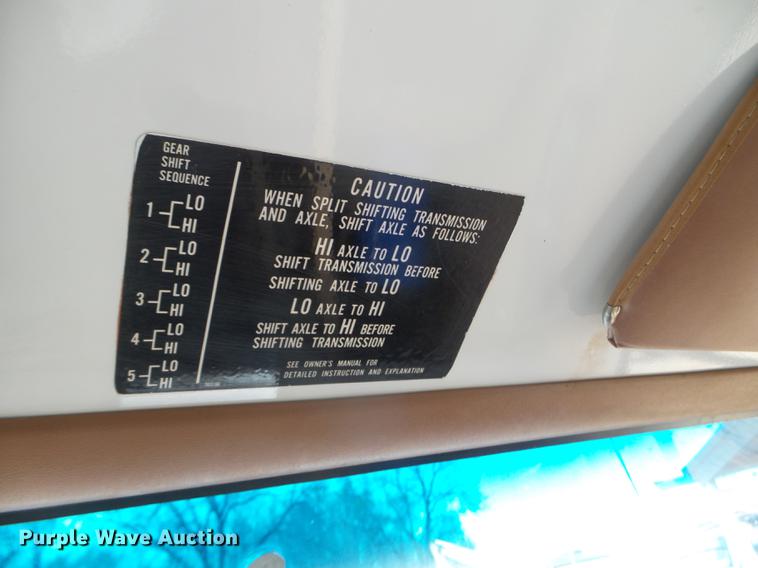 GEAR
SHIFT
SEQUENCE
1 LO
HI
2 LO
HI
3 LO
HI
4 LO
HI
5 LO
HI
CAUTION
WHEN SPLIT SHIFTING TRANSMISSION
AND AXLE, SHIFT AXLE AS FOLLOWS:
HI AXLE TO LO
SHIFT TRANSMISSION BEFORE
SHIFTING AXLE TO LO
LO AXLE TO HI
SHIFT AXLE TO HI BEFORE
SHIFTING TRANSMISSION
SEE OWNER'S MANUAL FOR
DETAILED INSTRUCTION AND EXPLANATION
Purple Wave Auction